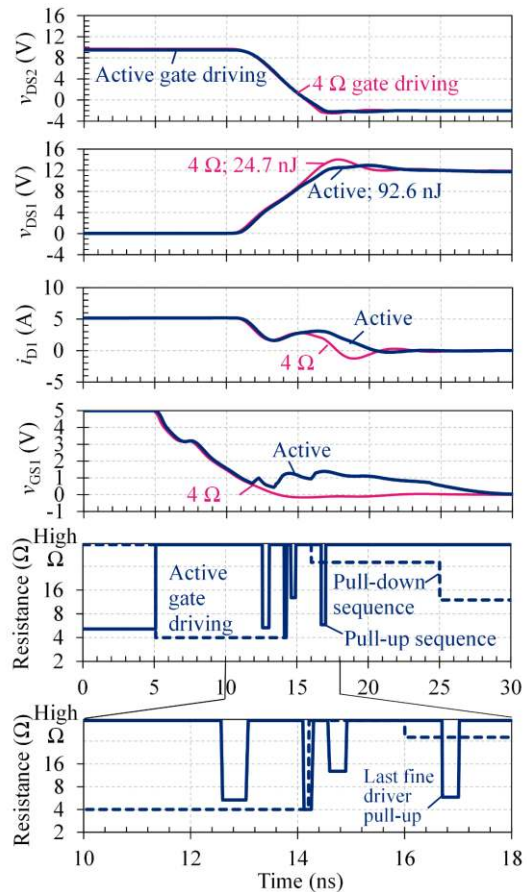 16
12
8
4
0
-4
v_DS2 (V)
Active gate driving
4 Ω gate driving
16
12
8
4
0
-4
v_DS1 (V)
4 Ω; 24.7 nJ
Active; 92.6 nJ
10
5
0
-5
i_D1 (A)
Active
4 Ω
5
4
3
2
1
0
-1
v_GS1 (V)
Active
4 Ω
High
Ω
16
8
4
2
Resistance (Ω)
Active
gate
driving
Pull-down
sequence
Pull-up sequence
0 5 10 15 20 25 30
High
Ω
16
8
4
2
Resistance (Ω)
Last fine
driver
pull-up
10 12 14 16 18
Time (ns)